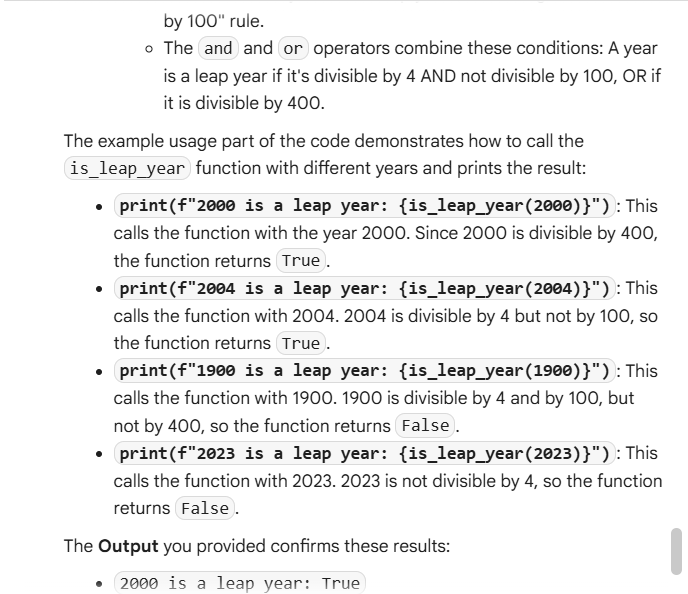 by 100" rule.
○ The and and or operators combine these conditions: A year
is a leap year if it's divisible by 4 AND not divisible by 100, OR if
it is divisible by 400.
The example usage part of the code demonstrates how to call the
is_leap_year function with different years and prints the result:
• print(f"2000 is a leap year: {is_leap_year(2000)}"): This
calls the function with the year 2000. Since 2000 is divisible by 400,
the function returns True.
• print(f"2004 is a leap year: {is_leap_year(2004)}"): This
calls the function with 2004. 2004 is divisible by 4 but not by 100, so
the function returns True.
• print(f"1900 is a leap year: {is_leap_year(1900)}"): This
calls the function with 1900. 1900 is divisible by 4 and by 100, but
not by 400, so the function returns False.
• print(f"2023 is a leap year: {is_leap_year(2023)}"): This
calls the function with 2023. 2023 is not divisible by 4, so the function
returns False.
The Output you provided confirms these results:
• 2000 is a leap year: True